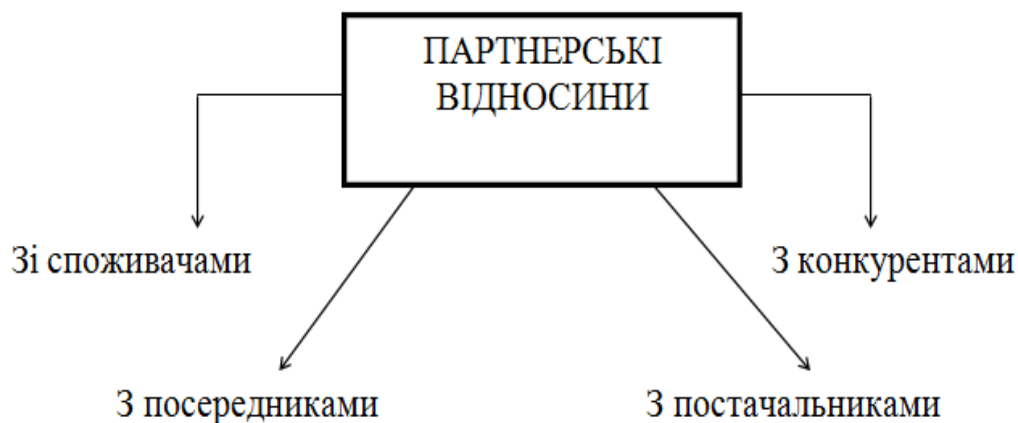 ПАРТНЕРСЬКІ
ВІДНОСИНИ
Зі споживачами
З конкурентами
З посередниками
З постачальниками